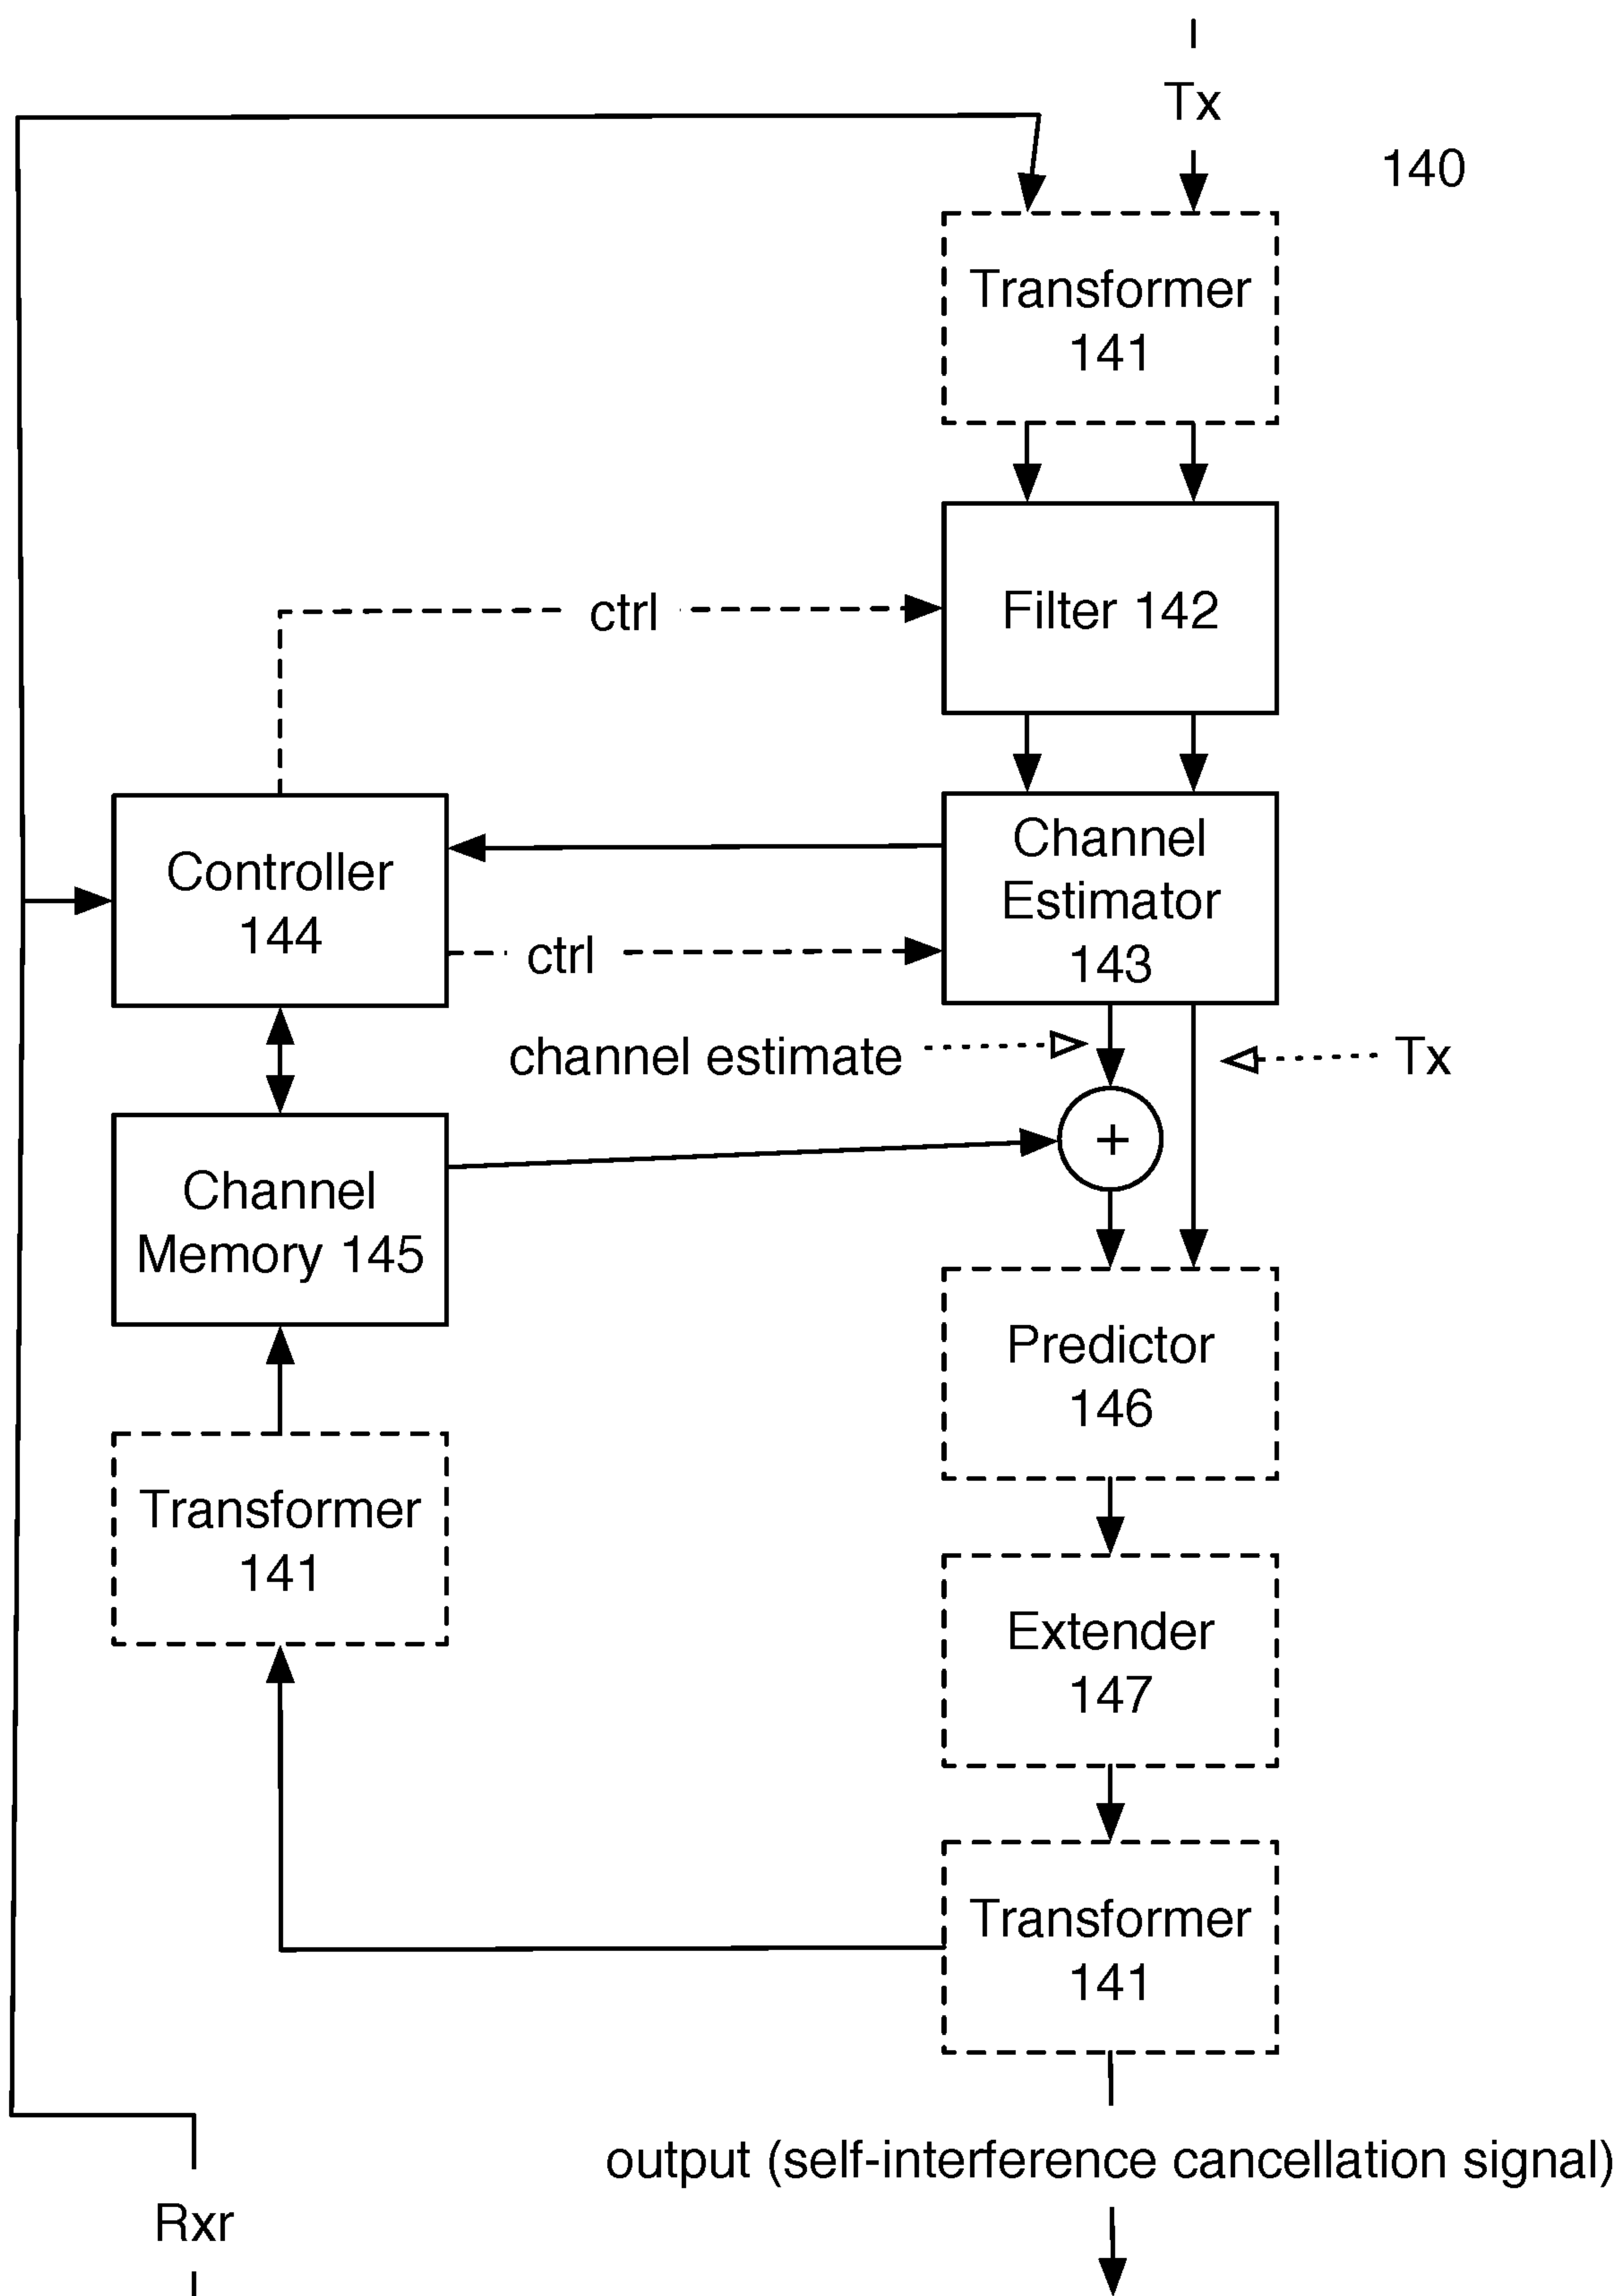 Tx
140
Transformer
141
ctrl
Filter 142
Controller
144
Channel
Estimator
143
ctrl
channel estimate
Tx
+
Channel
Memory 145
Predictor
146
Transformer
141
Extender
147
Transformer
141
output (self-interference cancellation signal)
Rxr